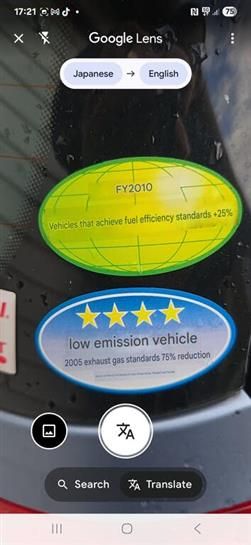 17:21
75
Google Lens
Japanese → English
FY2010
Vehicles that achieve fuel efficiency standards +25%
low emission vehicle
2005 exhaust gas standards 75% reduction
Search
Translate